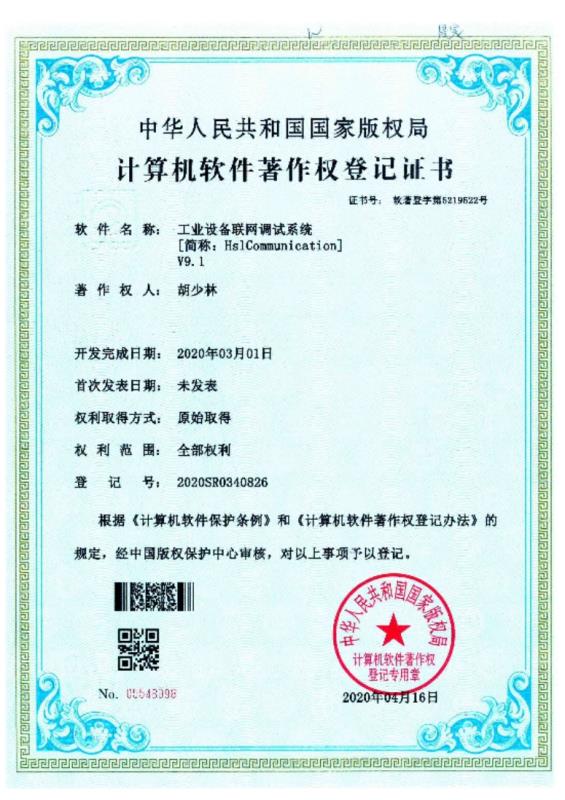 中华人民共和国国家版权局
计算机软件著作权登记证书
证书号: 软著登字第5219522号
软件名称: 工业设备联网调试系统
[简称: HslCommunication]
V9.1
著作权人: 胡少林
开发完成日期: 2020年03月01日
首次发表日期: 未发表
权利取得方式: 原始取得
权利范围: 全部权利
登记号: 2020SR0340826
根据《计算机软件保护条例》和《计算机软件著作权登记办法》的
规定，经中国版权保护中心审核，对以上事项予以登记。
中华人民共和国国家版权局
计算机软件著作权
登记专用章
No. 05543098
2020年04月16日